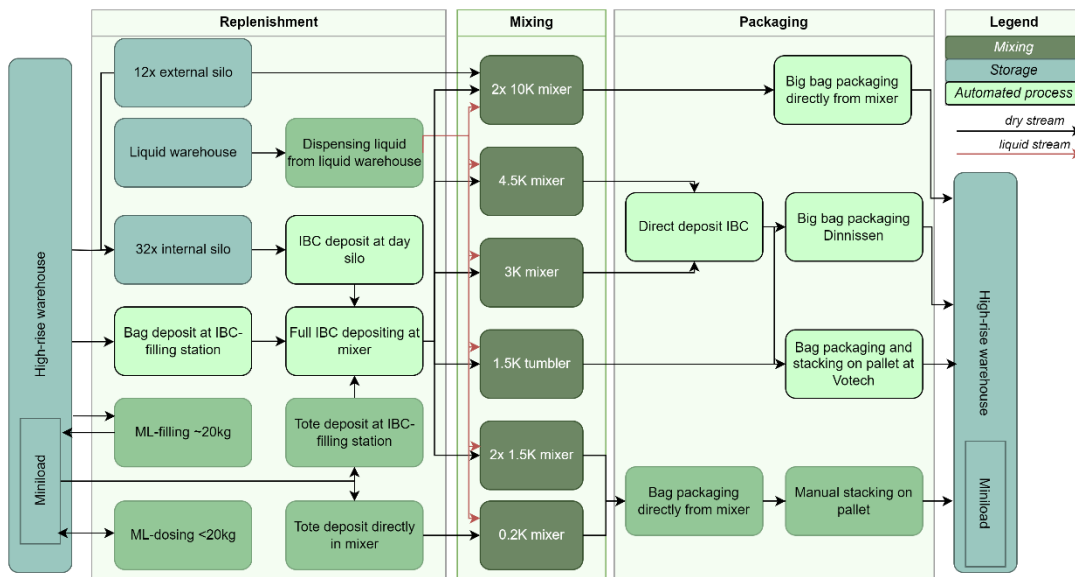 Replenishment
Mixing
Packaging
Legend
Mixing
Storage
Automated process
dry stream
liquid stream
High-rise warehouse
Miniload
12x external silo
Liquid warehouse
Dispensing liquid
from liquid warehouse
32x internal silo
IBC deposit at day
silo
Bag deposit at IBC-
filling station
Full IBC depositing at
mixer
ML-filling ~20kg
Tote deposit at IBC-
filling station
ML-dosing <20kg
Tote deposit directly
in mixer
2x 10K mixer
4.5K mixer
3K mixer
1.5K tumbler
2x 1.5K mixer
0.2K mixer
Big bag packaging
directly from mixer
Direct deposit IBC
Big bag packaging
Dinnissen
Bag packaging and
stacking on pallet at
Votech
Bag packaging
directly from mixer
Manual stacking on
pallet
High-rise warehouse
Miniload